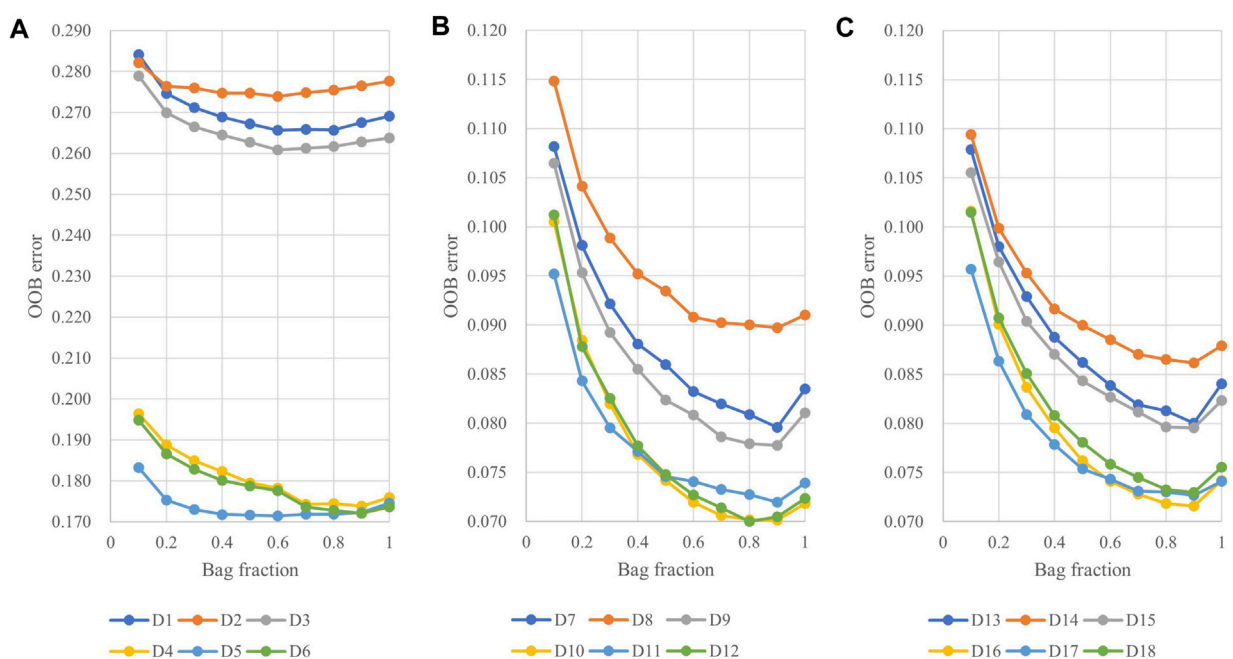 A
OOB error
0.290
0.280
0.270
0.260
0.250
0.240
0.230
0.220
0.210
0.200
0.190
0.180
0.170
0 0.2 0.4 0.6 0.8 1
Bag fraction
D1 D2 D3
D4 D5 D6
B
OOB error
0.120
0.115
0.110
0.105
0.100
0.095
0.090
0.085
0.080
0.075
0.070
0 0.2 0.4 0.6 0.8 1
Bag fraction
D7 D8 D9
D10 D11 D12
C
OOB error
0.120
0.115
0.110
0.105
0.100
0.095
0.090
0.085
0.080
0.075
0.070
0 0.2 0.4 0.6 0.8 1
Bag fraction
D13 D14 D15
D16 D17 D18